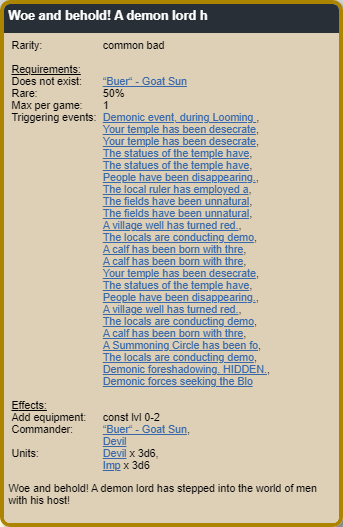 Woe and behold! A demon lord h
Rarity: common bad
Requirements:
Does not exist: “Buer“ - Goat Sun
Rare: 50%
Max per game: 1
Triggering events: Demonic event, during Looming ,
Your temple has been desecrate,
Your temple has been desecrate,
The statues of the temple have,
The statues of the temple have,
People have been disappearing.,
The local ruler has employed a,
The fields have been unnatural,
The fields have been unnatural,
A village well has turned red.,
The locals are conducting demo,
A calf has been born with thre,
A calf has been born with thre,
Your temple has been desecrate,
The statues of the temple have,
People have been disappearing.,
A village well has turned red.,
The locals are conducting demo,
A calf has been born with thre,
A Summoning Circle has been fo,
The locals are conducting demo,
Demonic foreshadowing. HIDDEN.,
Demonic forces seeking the Blo
Effects:
Add equipment: const lvl 0-2
Commander: “Buer“ - Goat Sun,
Devil
Units: Devil x 3d6,
Imp x 3d6
Woe and behold! A demon lord has stepped into the world of men
with his host!